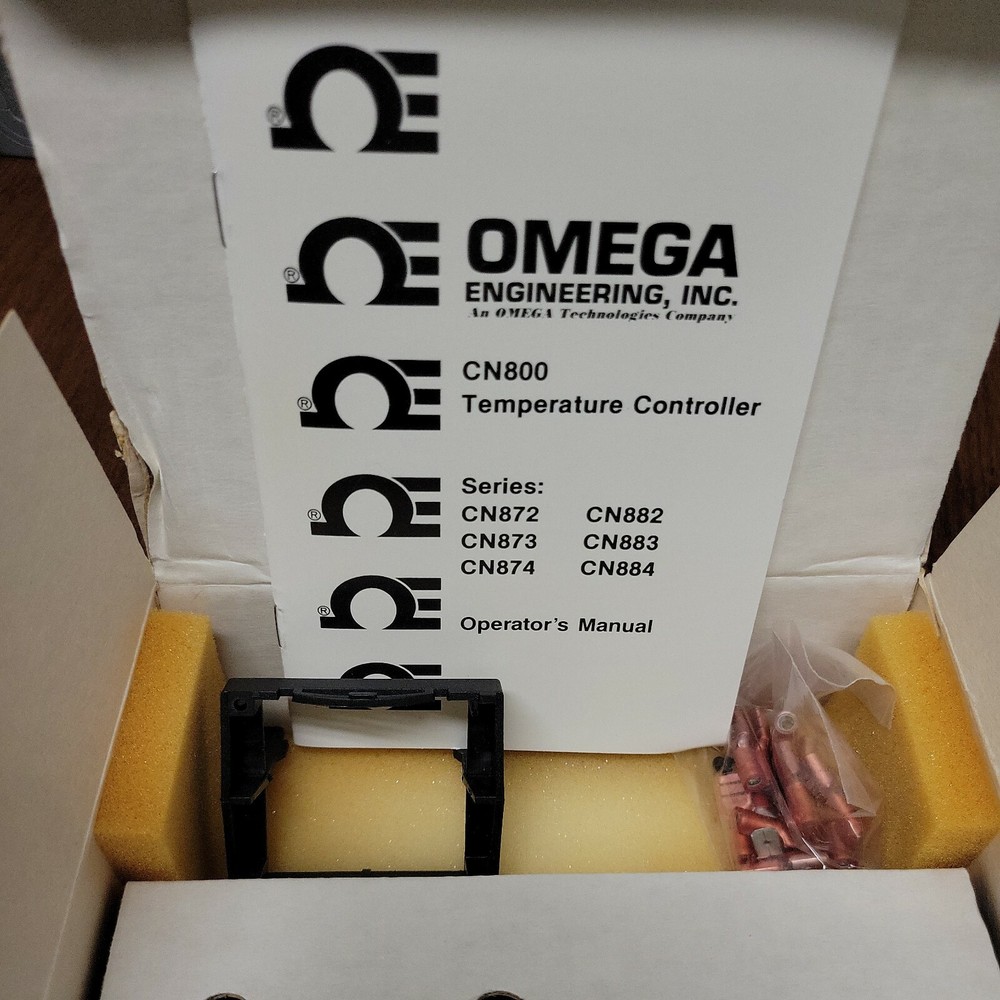 OMEGA
ENGINEERING, INC.
An OMEGA Technologies Company
CN800
Temperature Controller
Series:
CN872 CN882
CN873 CN883
CN874 CN884
Operator's Manual